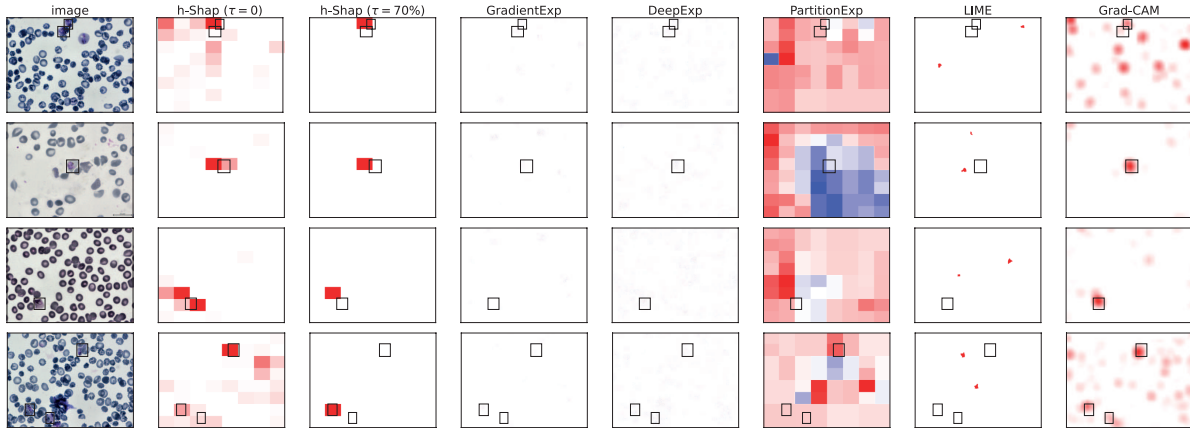 image h-Shap (τ = 0) h-Shap (τ = 70%) GradientExp DeepExp PartitionExp LIME Grad-CAM